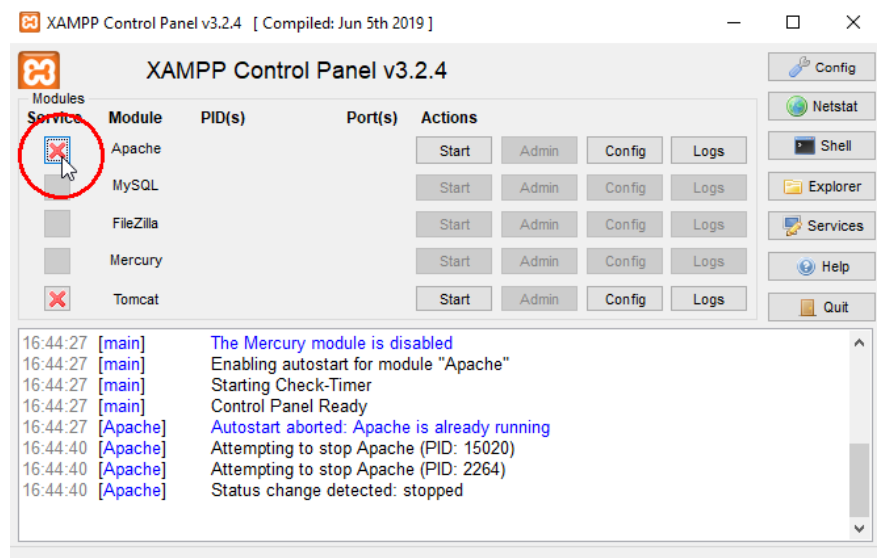 XAMPP Control Panel v3.2.4 [ Compiled: Jun 5th 2019 ]
XAMPP Control Panel v3.2.4
Config
Modules
Service Module PID(s) Port(s) Actions
Netstat
Apache Start Admin Config Logs
Shell
MySQL Start Admin Config Logs
Explorer
FileZilla Start Admin Config Logs
Services
Mercury Start Admin Config Logs
Help
Tomcat Start Admin Config Logs
Quit
16:44:27 [main] The Mercury module is disabled
16:44:27 [main] Enabling autostart for module "Apache"
16:44:27 [main] Starting Check-Timer
16:44:27 [main] Control Panel Ready
16:44:27 [Apache] Autostart aborted: Apache is already running
16:44:40 [Apache] Attempting to stop Apache (PID: 15020)
16:44:40 [Apache] Attempting to stop Apache (PID: 2264)
16:44:40 [Apache] Status change detected: stopped